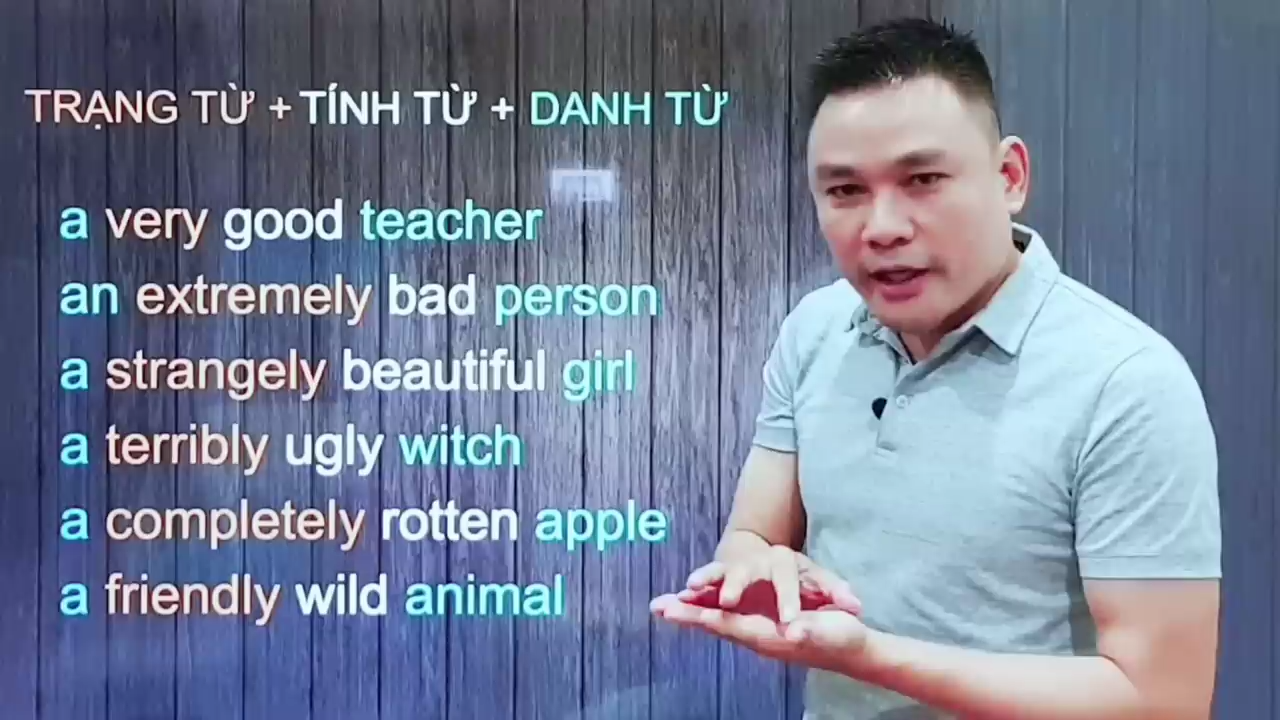 TRẠNG TỪ + TÍNH TỪ + DANH TỪ
a very good teacher
an extremely bad person
a strangely beautiful girl
a terribly ugly witch
a completely rotten apple
a friendly wild animal